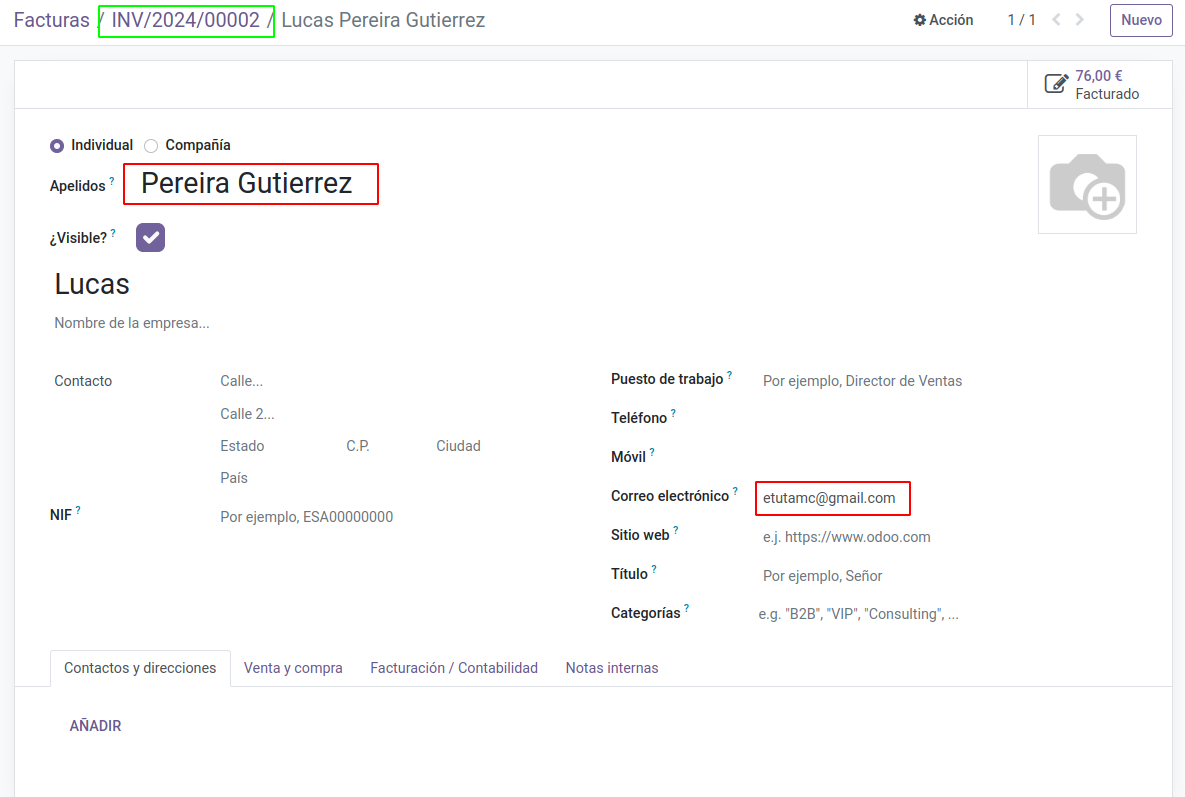 Facturas / INV/2024/00002 / Lucas Pereira Gutierrez
Acción 1 / 1 Nuevo
76,00 €
Facturado
Individual Compañía
Apelidos ? Pereira Gutierrez
¿Visible? ?
Lucas
Nombre de la empresa...
Contacto Calle...
Calle 2...
Estado C.P. Ciudad
País
NIF ? Por ejemplo, ESA00000000
Puesto de trabajo ? Por ejemplo, Director de Ventas
Teléfono ?
Móvil ?
Correo electrónico ? etutamc@gmail.com
Sitio web ? e.j. https://www.odoo.com
Título ? Por ejemplo, Señor
Categorías ? e.g. "B2B", "VIP", "Consulting", ...
Contactos y direcciones Venta y compra Facturación / Contabilidad Notas internas
AÑADIR